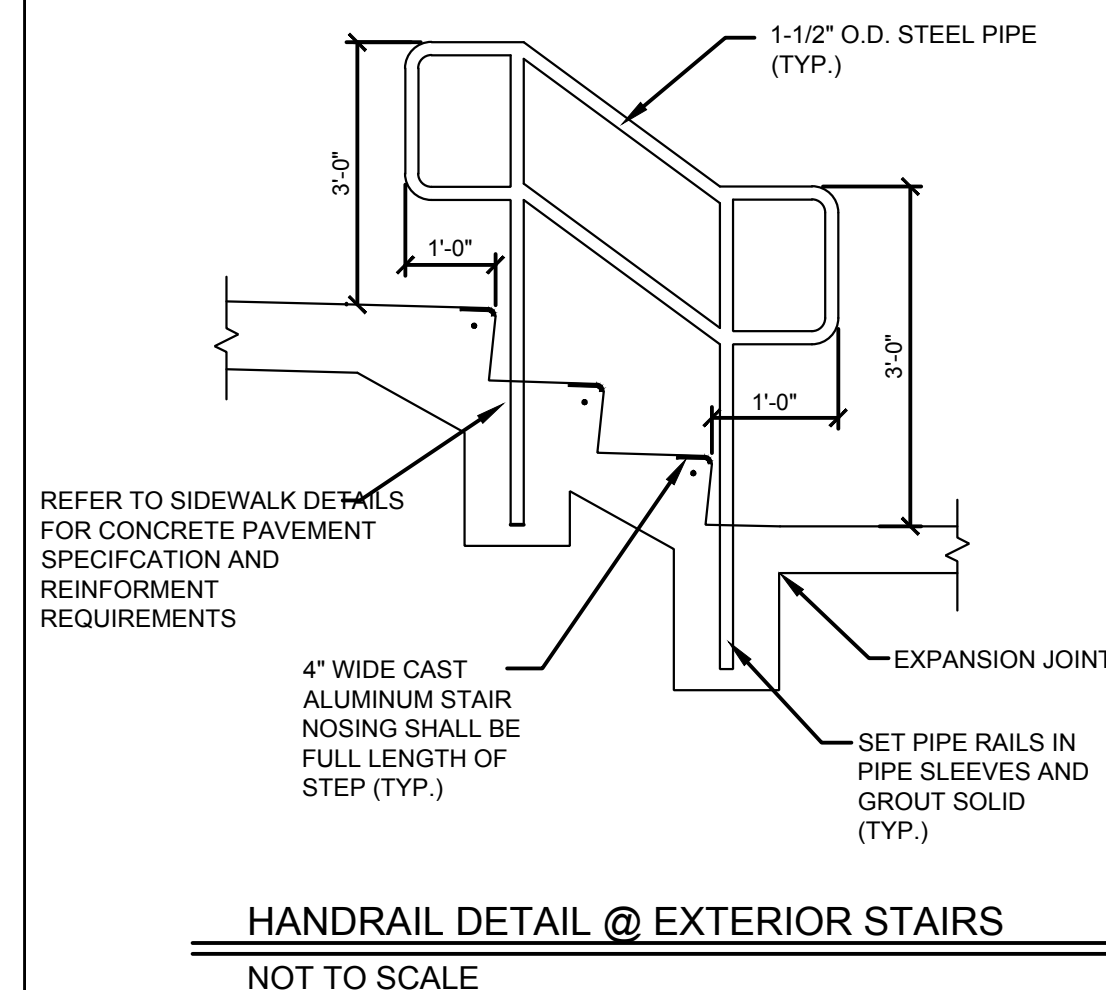 1-1/2" O.D. STEEL PIPE
(TYP.)
3'-0"
1'-0"
3'-0"
1'-0"
REFER TO SIDEWALK DETAILS
FOR CONCRETE PAVEMENT
SPECIFCATION AND
REINFORMENT
REQUIREMENTS
4" WIDE CAST
ALUMINUM STAIR
NOSING SHALL BE
FULL LENGTH OF
STEP (TYP.)
EXPANSION JOINT
SET PIPE RAILS IN
PIPE SLEEVES AND
GROUT SOLID
(TYP.)
HANDRAIL DETAIL @ EXTERIOR STAIRS
NOT TO SCALE